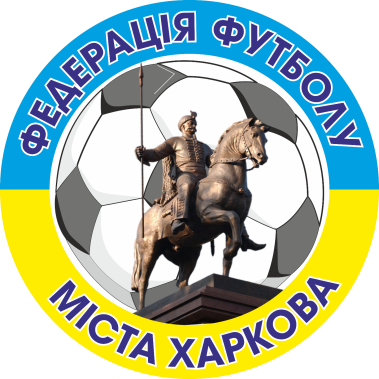 ФЕДЕРАЦІЯ ФУТБОЛУ
МІСТА ХАРКОВА